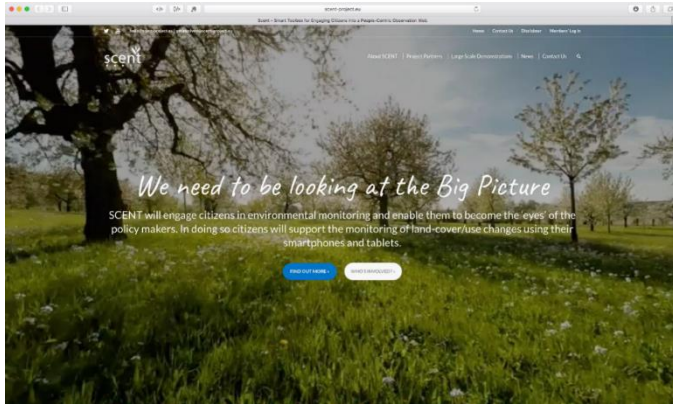 scent-project.eu
Scent – Smart Toolbox for Engaging Citizens into a People-Centric Observation Web
Home Contact Us Disclaimer Members' Log in
scent
About SCENT | Project Partners | Large Scale Demonstrations | News | Contact Us
We need to be looking at the Big Picture
SCENT will engage citizens in environmental monitoring and enable them to become the 'eyes' of the
policy makers. In doing so citizens will support the monitoring of land-cover/use changes using their
smartphones and tablets.
FIND OUT MORE ›
WHO'S INVOLVED? ›